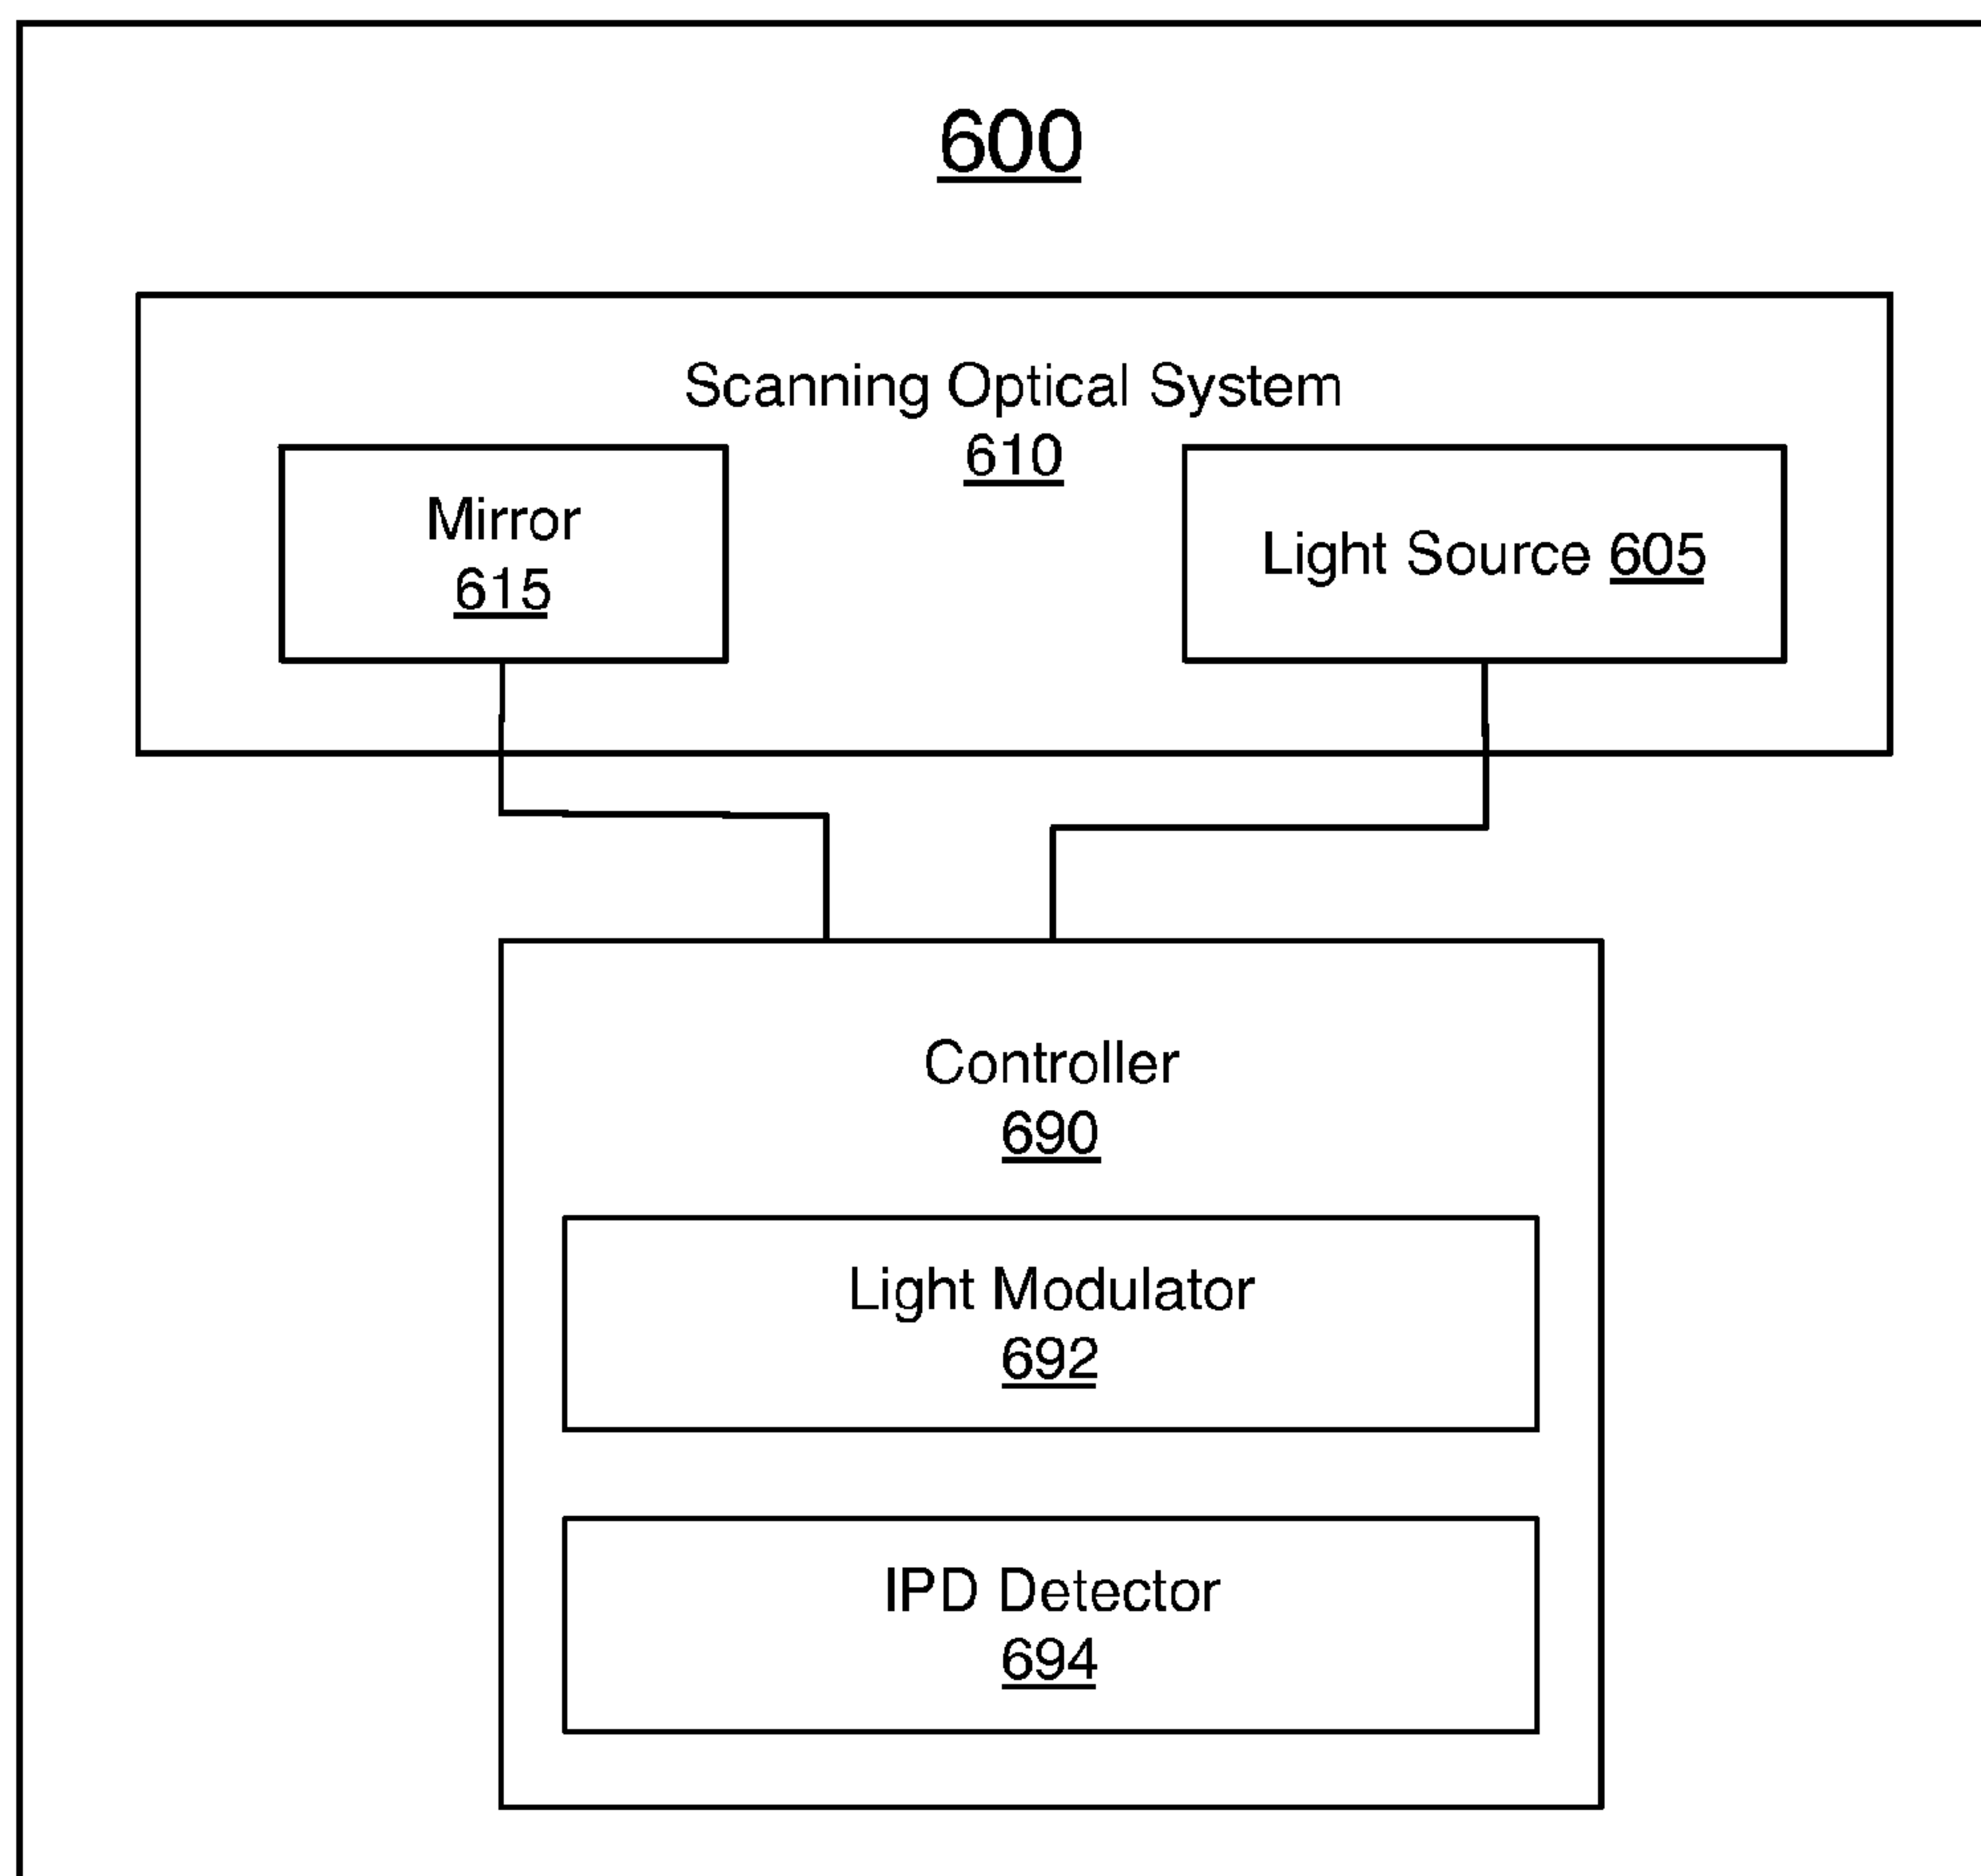 600
Scanning Optical System
610
Mirror
615
Light Source 605
Controller
690
Light Modulator
692
IPD Detector
694